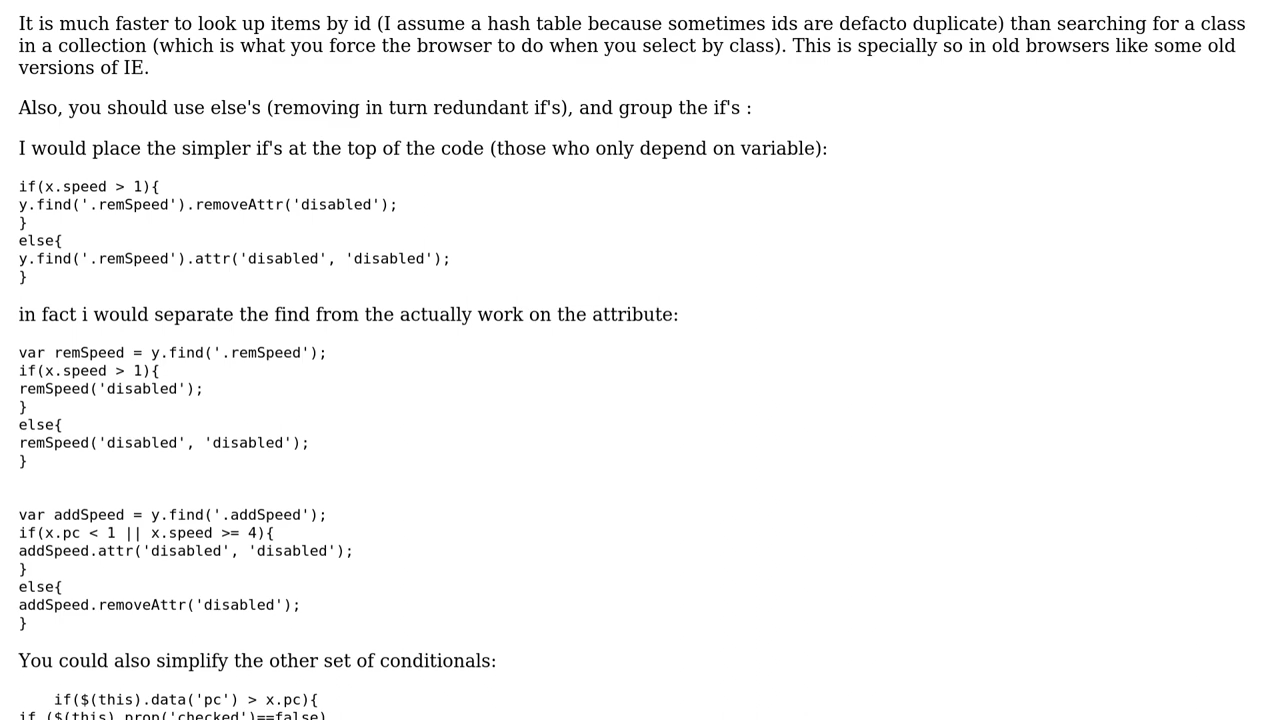 It is much faster to look up items by id (I assume a hash table because sometimes ids are defacto duplicate) than searching for a class
in a collection (which is what you force the browser to do when you select by class). This is specially so in old browsers like some old
versions of IE.
Also, you should use else's (removing in turn redundant if's), and group the if's :
I would place the simpler if's at the top of the code (those who only depend on variable):
if(x.speed > 1){
y.find('.remSpeed').removeAttr('disabled');
}
else{
y.find('.remSpeed').attr('disabled', 'disabled');
}
in fact i would separate the find from the actually work on the attribute:
var remSpeed = y.find('.remSpeed');
if(x.speed > 1){
remSpeed('disabled');
}
else{
remSpeed('disabled', 'disabled');
}
var addSpeed = y.find('.addSpeed');
if(x.pc < 1 || x.speed >= 4){
addSpeed.attr('disabled', 'disabled');
}
else{
addSpeed.removeAttr('disabled');
}
You could also simplify the other set of conditionals:
if($(this).data('pc') > x.pc){
if ($(this).prop('checked')==false)